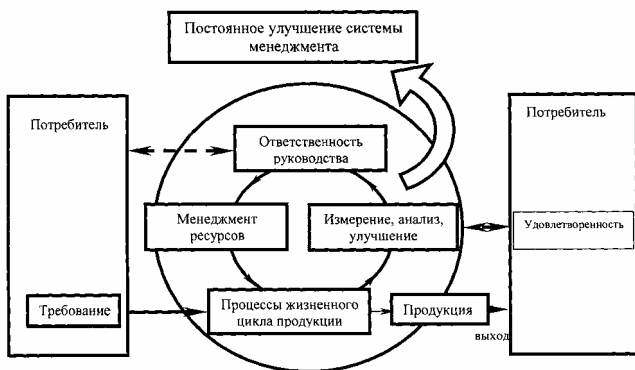 Постоянное улучшение системы
менеджмента
Потребитель
Потребитель
Ответственность
руководства
Менеджмент
ресурсов
Измерение, анализ,
улучшение
Удовлетворенность
Требование
Процессы жизненного
цикла продукции
Продукция
выход